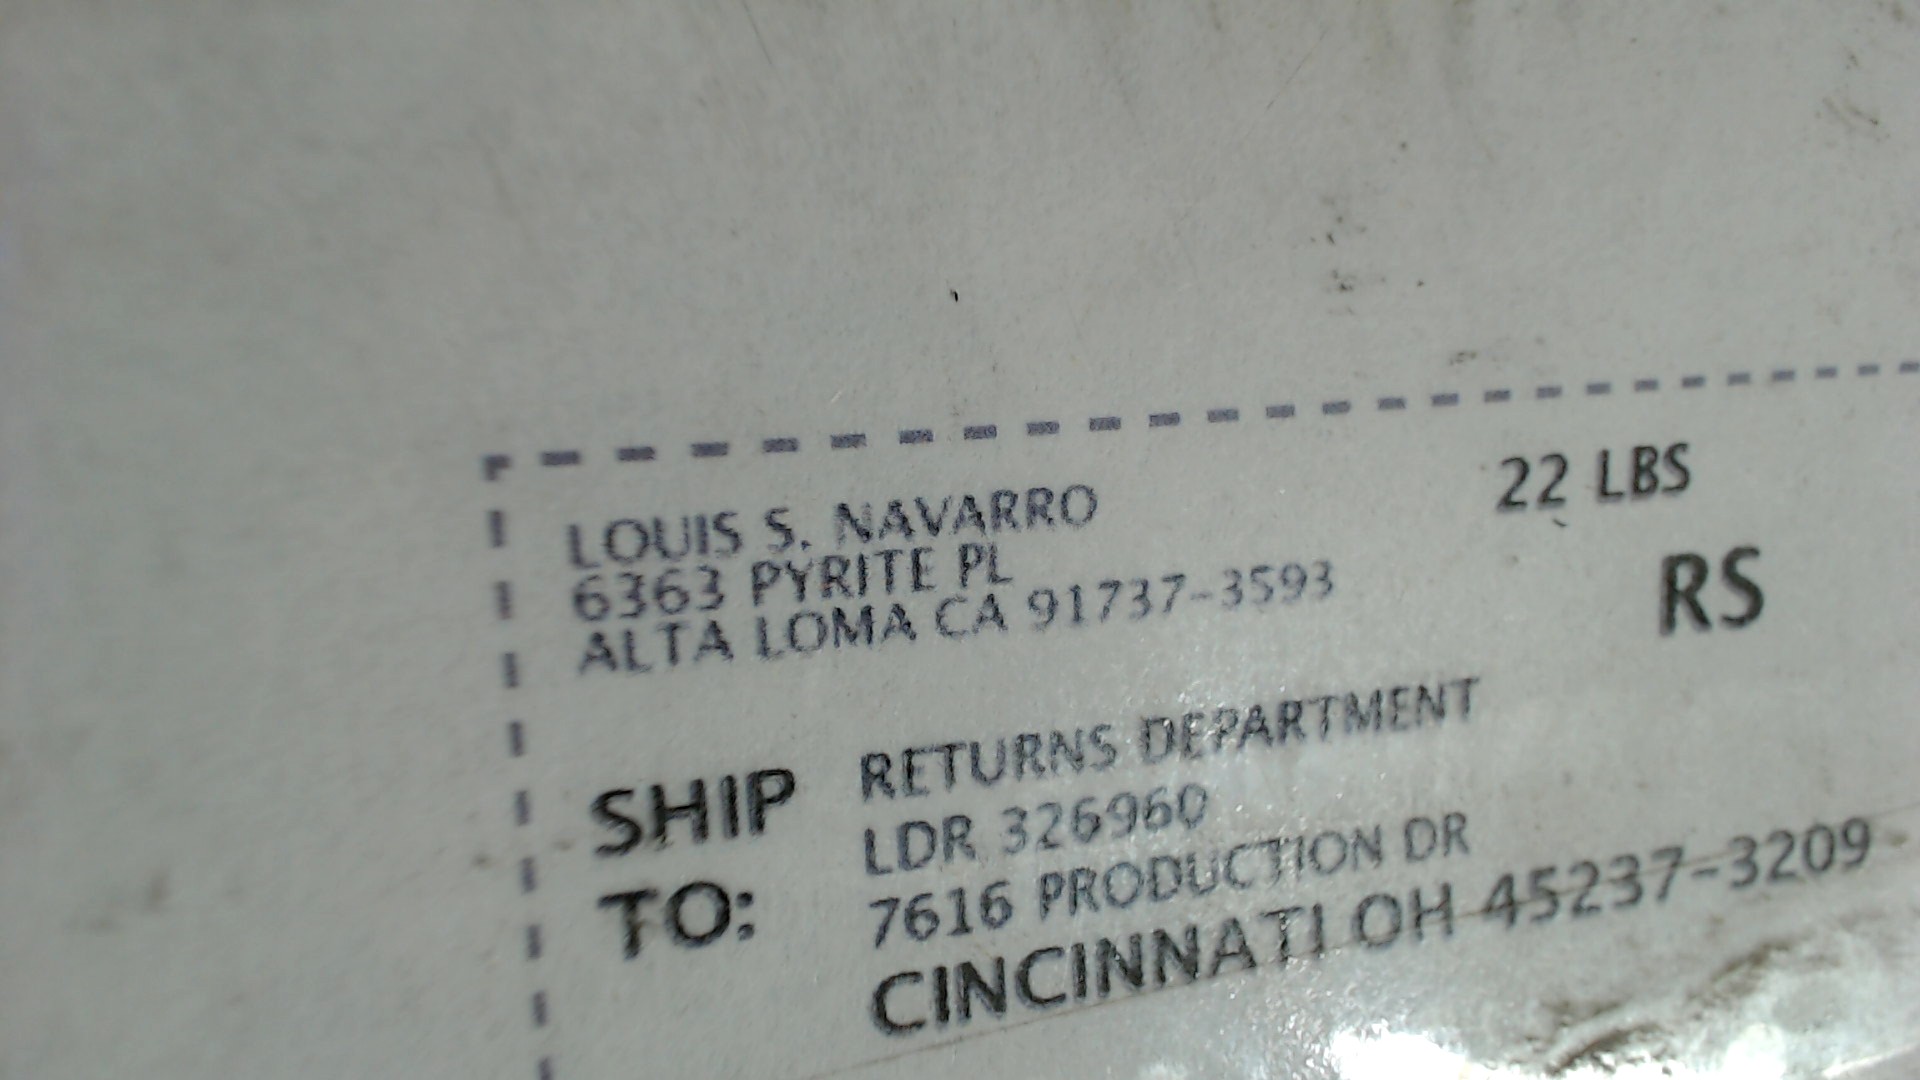 LOUIS S. NAVARRO
6363 PYRITE PL
ALTA LOMA CA 91737-3593
22 LBS
RS
SHIP TO:
RETURNS DEPARTMENT
LDR 326960
7616 PRODUCTION DR
CINCINNATI OH 45237-3209